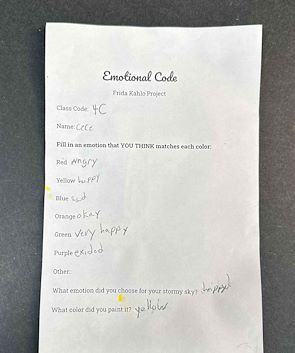 Emotional Code
Frida Kahlo Project
Class Code: 4C
Name: CeCe
Fill in an emotion that YOU THINK matches each color:
Red Wngry
Yellow happy
Blue sad
Orange okay
Green very happy
Purple exidod
Other:
What emotion did you choose for your stormy sky? happy!
What color did you paint it? yellow